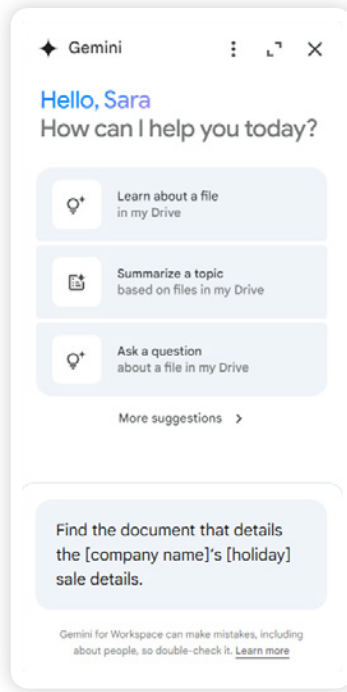 Gemini
Hello, Sara
How can I help you today?
Learn about a file
in my Drive
Summarize a topic
based on files in my Drive
Ask a question
about a file in my Drive
More suggestions
Find the document that details
the [company name]'s [holiday]
sale details.
Gemini for Workspace can make mistakes, including
about people, so double-check it. Learn more